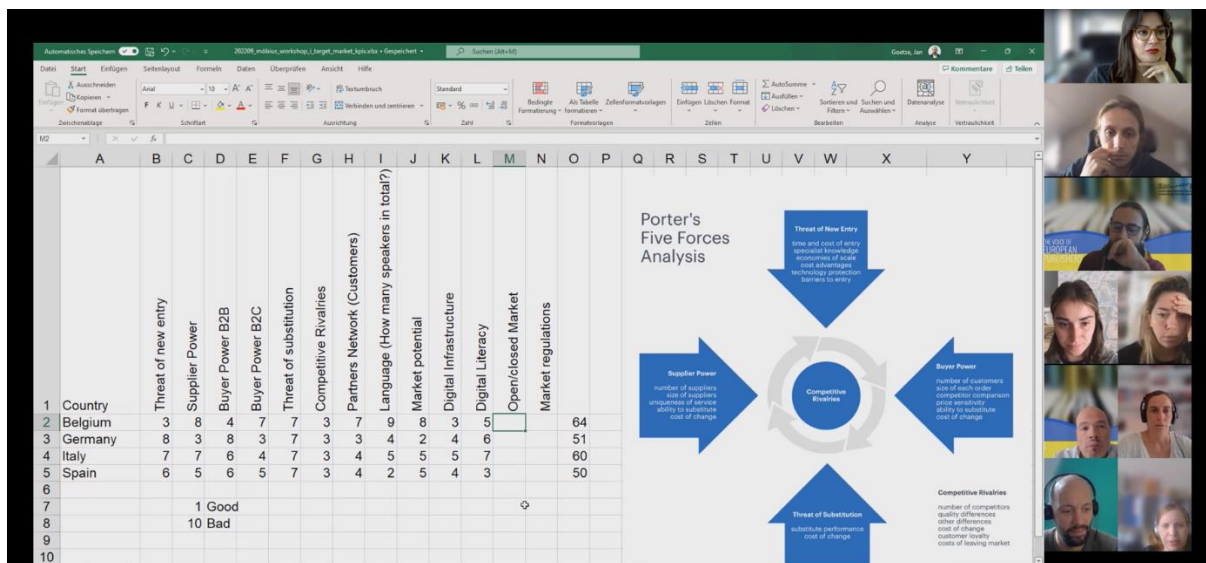 Automatisches Speichern
202209_möbius_workshop_i_target_market_kpis.xlsx • Gespeichert
Suchen (Alt+M)
Goetze, Jan
Datei Start Einfügen Seitenlayout Formeln Daten Überprüfen Ansicht Hilfe
Kommentare Teilen
Einfügen
Ausschneiden
Kopieren
Format übertragen
Zwischenablage
Arial 10
F K U
Schriftart
Textumbruch
Verbinden und zentrieren
Ausrichtung
Standard
Zahl
Bedingte Formatierung
Als Tabelle formatieren
Zellenformatvorlagen
Formatvorlagen
Einfügen Löschen Format
Zellen
AutoSumme
Ausfüllen
Löschen
Sortieren und Filtern
Suchen und Auswählen
Bearbeiten
Datenanalyse
Analyse
Vertraulichkeit
Vertraulichkeit
M2
A B C D E F G H I J K L M N O P Q R S T U V W X Y
1 Country
Threat of new entry
Supplier Power
Buyer Power B2B
Buyer Power B2C
Threat of substitution
Competitive Rivalries
Partners Network (Customers)
Language (How many speakers in total?)
Market potential
Digital Infrastructure
Digital Literacy
Open/closed Market
Market regulations
2 Belgium 3 8 4 7 7 3 7 9 8 3 5 64
3 Germany 8 3 8 3 7 3 3 4 2 4 6 51
4 Italy 7 7 6 4 7 3 4 5 5 5 7 60
5 Spain 6 5 6 5 7 3 4 2 5 4 3 50
6
7 1 Good
8 10 Bad
9
10
Porter's
Five Forces
Analysis
Threat of New Entry
time and cost of entry
specialist knowledge
economies of scale
cost advantages
technology protection
barriers to entry
Supplier Power
number of suppliers
size of suppliers
uniqueness of service
ability to substitute
cost of change
Competitive
Rivalries
Buyer Power
number of customers
size of each order
competitor comparison
price sensitivity
ability to substitute
cost of change
Threat of Substitution
substitute performance
cost of change
Competitive Rivalries
number of competitors
quality differences
other differences
cost of change
customer loyalty
costs of leaving market
THE VOICE OF
EUROPEAN